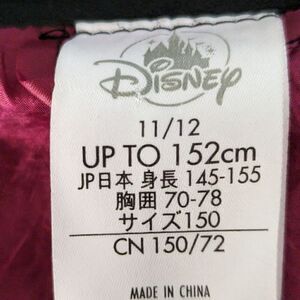 Disney
11/12
UP TO 152cm
JP日本 身長 145-155
胸囲 70-78
サイズ150
CN 150/72
MADE IN CHINA